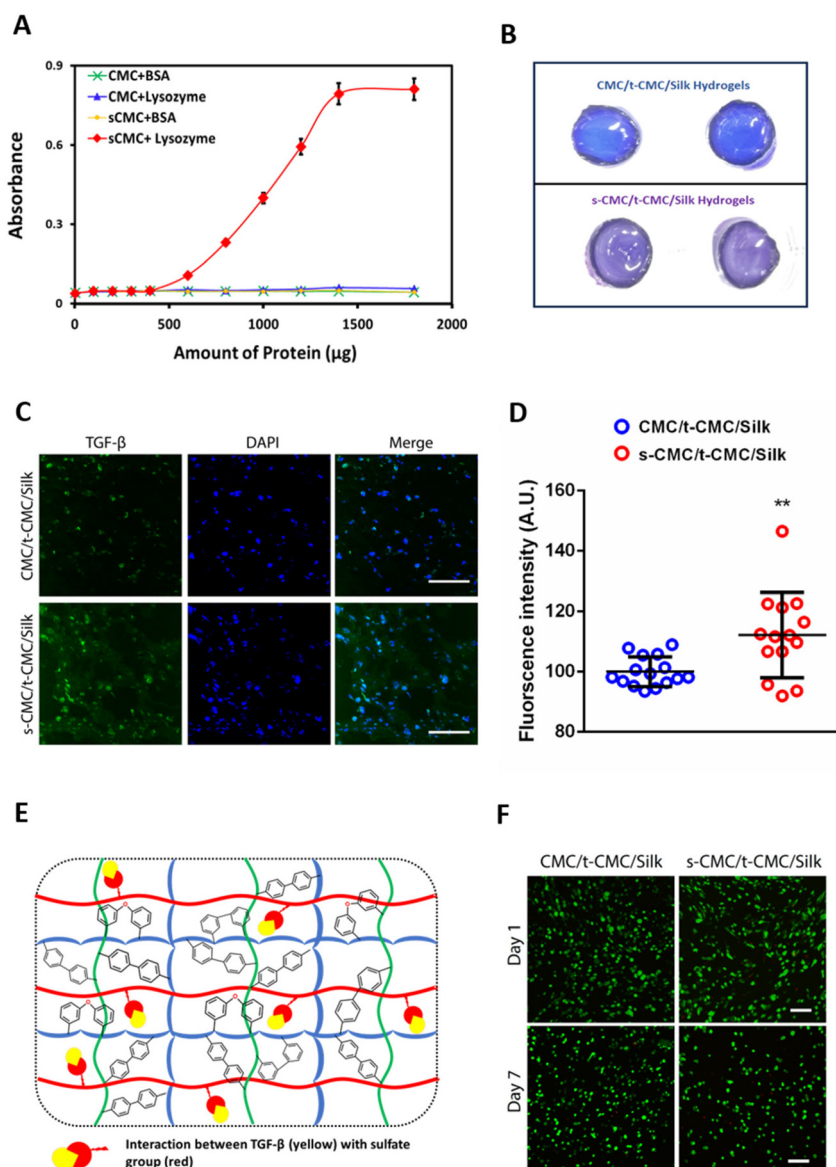 A
0.9
0.6
0.3
0
0
500
1000
1500
2000
Absorbance
Amount of Protein (µg)
CMC+BSA
CMC+Lysozyme
sCMC+BSA
sCMC+ Lysozyme
B
CMC/t-CMC/Silk Hydrogels
s-CMC/t-CMC/Silk Hydrogels
C
TGF-β
DAPI
Merge
CMC/t-CMC/Silk
s-CMC/t-CMC/Silk
D
CMC/t-CMC/Silk
s-CMC/t-CMC/Silk
Fluorescence intensity (A.U.)
160
140
120
100
80
**
E
O
O
O
O
Interaction between TGF-β (yellow) with sulfate
group (red)
F
CMC/t-CMC/Silk
s-CMC/t-CMC/Silk
Day 1
Day 7